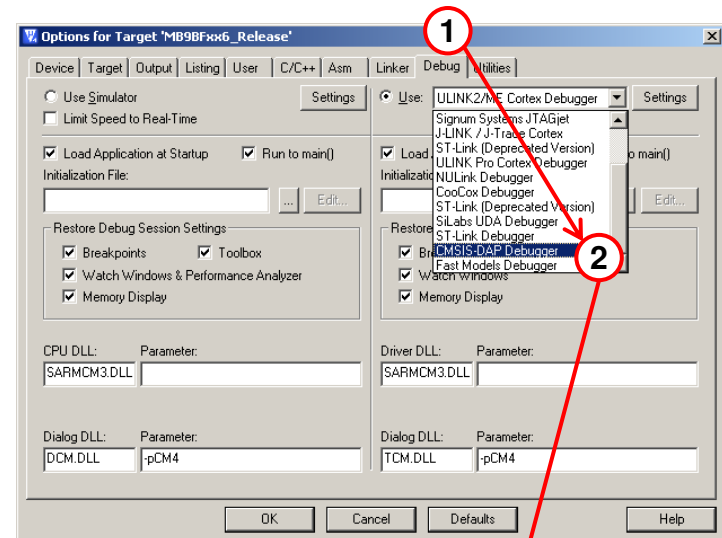 Options for Target 'MB9BFxx6_Release'
1
Device Target Output Listing User C/C++ Asm Linker Debug Utilities
Use Simulator Settings
Limit Speed to Real-Time
Load Application at Startup Run to main()
Initialization File:
... Edit...
Restore Debug Session Settings
Breakpoints Toolbox
Watch Windows & Performance Analyzer
Memory Display
CPU DLL: Parameter:
SARMCM3.DLL
Dialog DLL: Parameter:
DCM.DLL -pCM4
Use: ULINK2/ME Cortex Debugger Settings
Signum Systems JTAGjet
J-LINK / J-Trace Cortex
ST-Link (Deprecated Version)
ULINK Pro Cortex Debugger
NULink Debugger
CooCox Debugger
ST-Link (Deprecated Version)
SiLabs UDA Debugger
ST-Link Debugger
CMSIS-DAP Debugger
Fast Models Debugger
2
Load
o main()
Edit...
Restore
Watch Windows
Memory Display
Driver DLL: Parameter:
SARMCM3.DLL
Dialog DLL: Parameter:
TCM.DLL -pCM4
OK Cancel Defaults Help